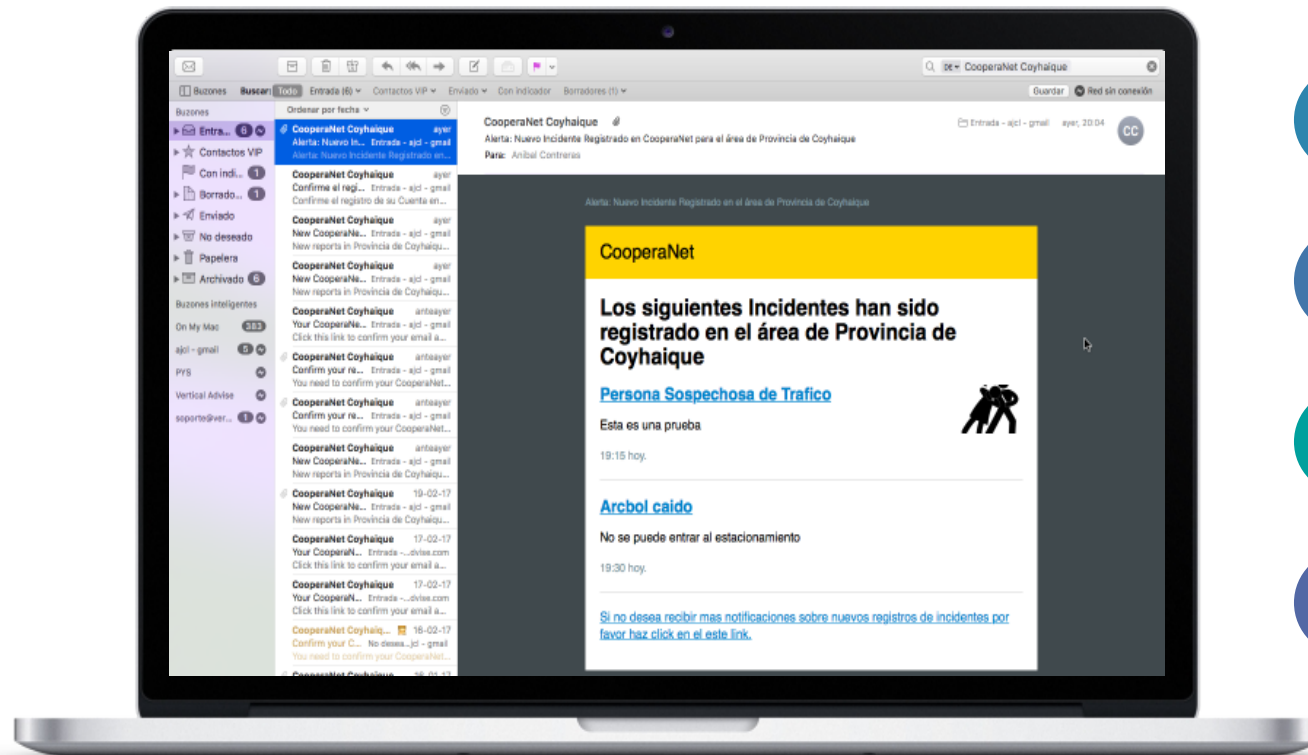 DE CooperaNet Coyhaique
Buzones Buscar: Todo Entrada (6) Contactos VIP Enviado Con indicador Borradores (1) Guardar Red sin conexión
Buzones
Entra... 6
Contactos VIP
Con indi... 1
Borrado... 1
Enviado
No deseado
Papelera
Archivado 6
Buzones inteligentes
On My Mac 383
ajcl - gmail 5
PYS
Vertical Advise
soporte@ver... 1
Ordenar por fecha
CooperaNet Coyhaique ayer
Alerta: Nuevo In... Entrada - ajcl - gmail
Alerta: Nuevo Incidente Registrado en...
CooperaNet Coyhaique ayer
Confirme el regi... Entrada - ajcl - gmail
Confirme el registro de su Cuenta en...
CooperaNet Coyhaique ayer
New CooperaNe... Entrada - ajcl - gmail
New reports in Provincia de Coyhaiqu...
CooperaNet Coyhaique ayer
New CooperaNe... Entrada - ajcl - gmail
New reports in Provincia de Coyhaiqu...
CooperaNet Coyhaique anteayer
Your CooperaNe... Entrada - ajcl - gmail
Click this link to confirm your email a...
CooperaNet Coyhaique anteayer
Confirm your re... Entrada - ajcl - gmail
You need to confirm your CooperaNet...
CooperaNet Coyhaique anteayer
Confirm your re... Entrada - ajcl - gmail
You need to confirm your CooperaNet...
CooperaNet Coyhaique anteayer
New CooperaNe... Entrada - ajcl - gmail
New reports in Provincia de Coyhaiqu...
CooperaNet Coyhaique 19-02-17
New CooperaNe... Entrada - ajcl - gmail
New reports in Provincia de Coyhaiqu...
CooperaNet Coyhaique 17-02-17
Your CooperaN... Entrada -...dvise.com
Click this link to confirm your email a...
CooperaNet Coyhaique 17-02-17
Your CooperaN... Entrada -...dvise.com
Click this link to confirm your email a...
CooperaNet Coyhaiq... 16-02-17
Confirm your C... No desea...jcl - gmail
You need to confirm your CooperaNet...
CooperaNet Coyhaique 16-01-17
CooperaNet Coyhaique Entrada - ajcl - gmail ayer, 20:04 CC
Alerta: Nuevo Incidente Registrado en CooperaNet para el área de Provincia de Coyhaique
Para: Anibal Contreras
Alerta: Nuevo Incidente Registrado en el área de Provincia de Coyhaique
CooperaNet
Los siguientes Incidentes han sido
registrado en el área de Provincia de
Coyhaique
Persona Sospechosa de Trafico
Esta es una prueba
19:15 hoy.
Arcbol caido
No se puede entrar al estacionamiento
19:30 hoy.
Si no desea recibir mas notificaciones sobre nuevos registros de incidentes por
favor haz click en el este link.